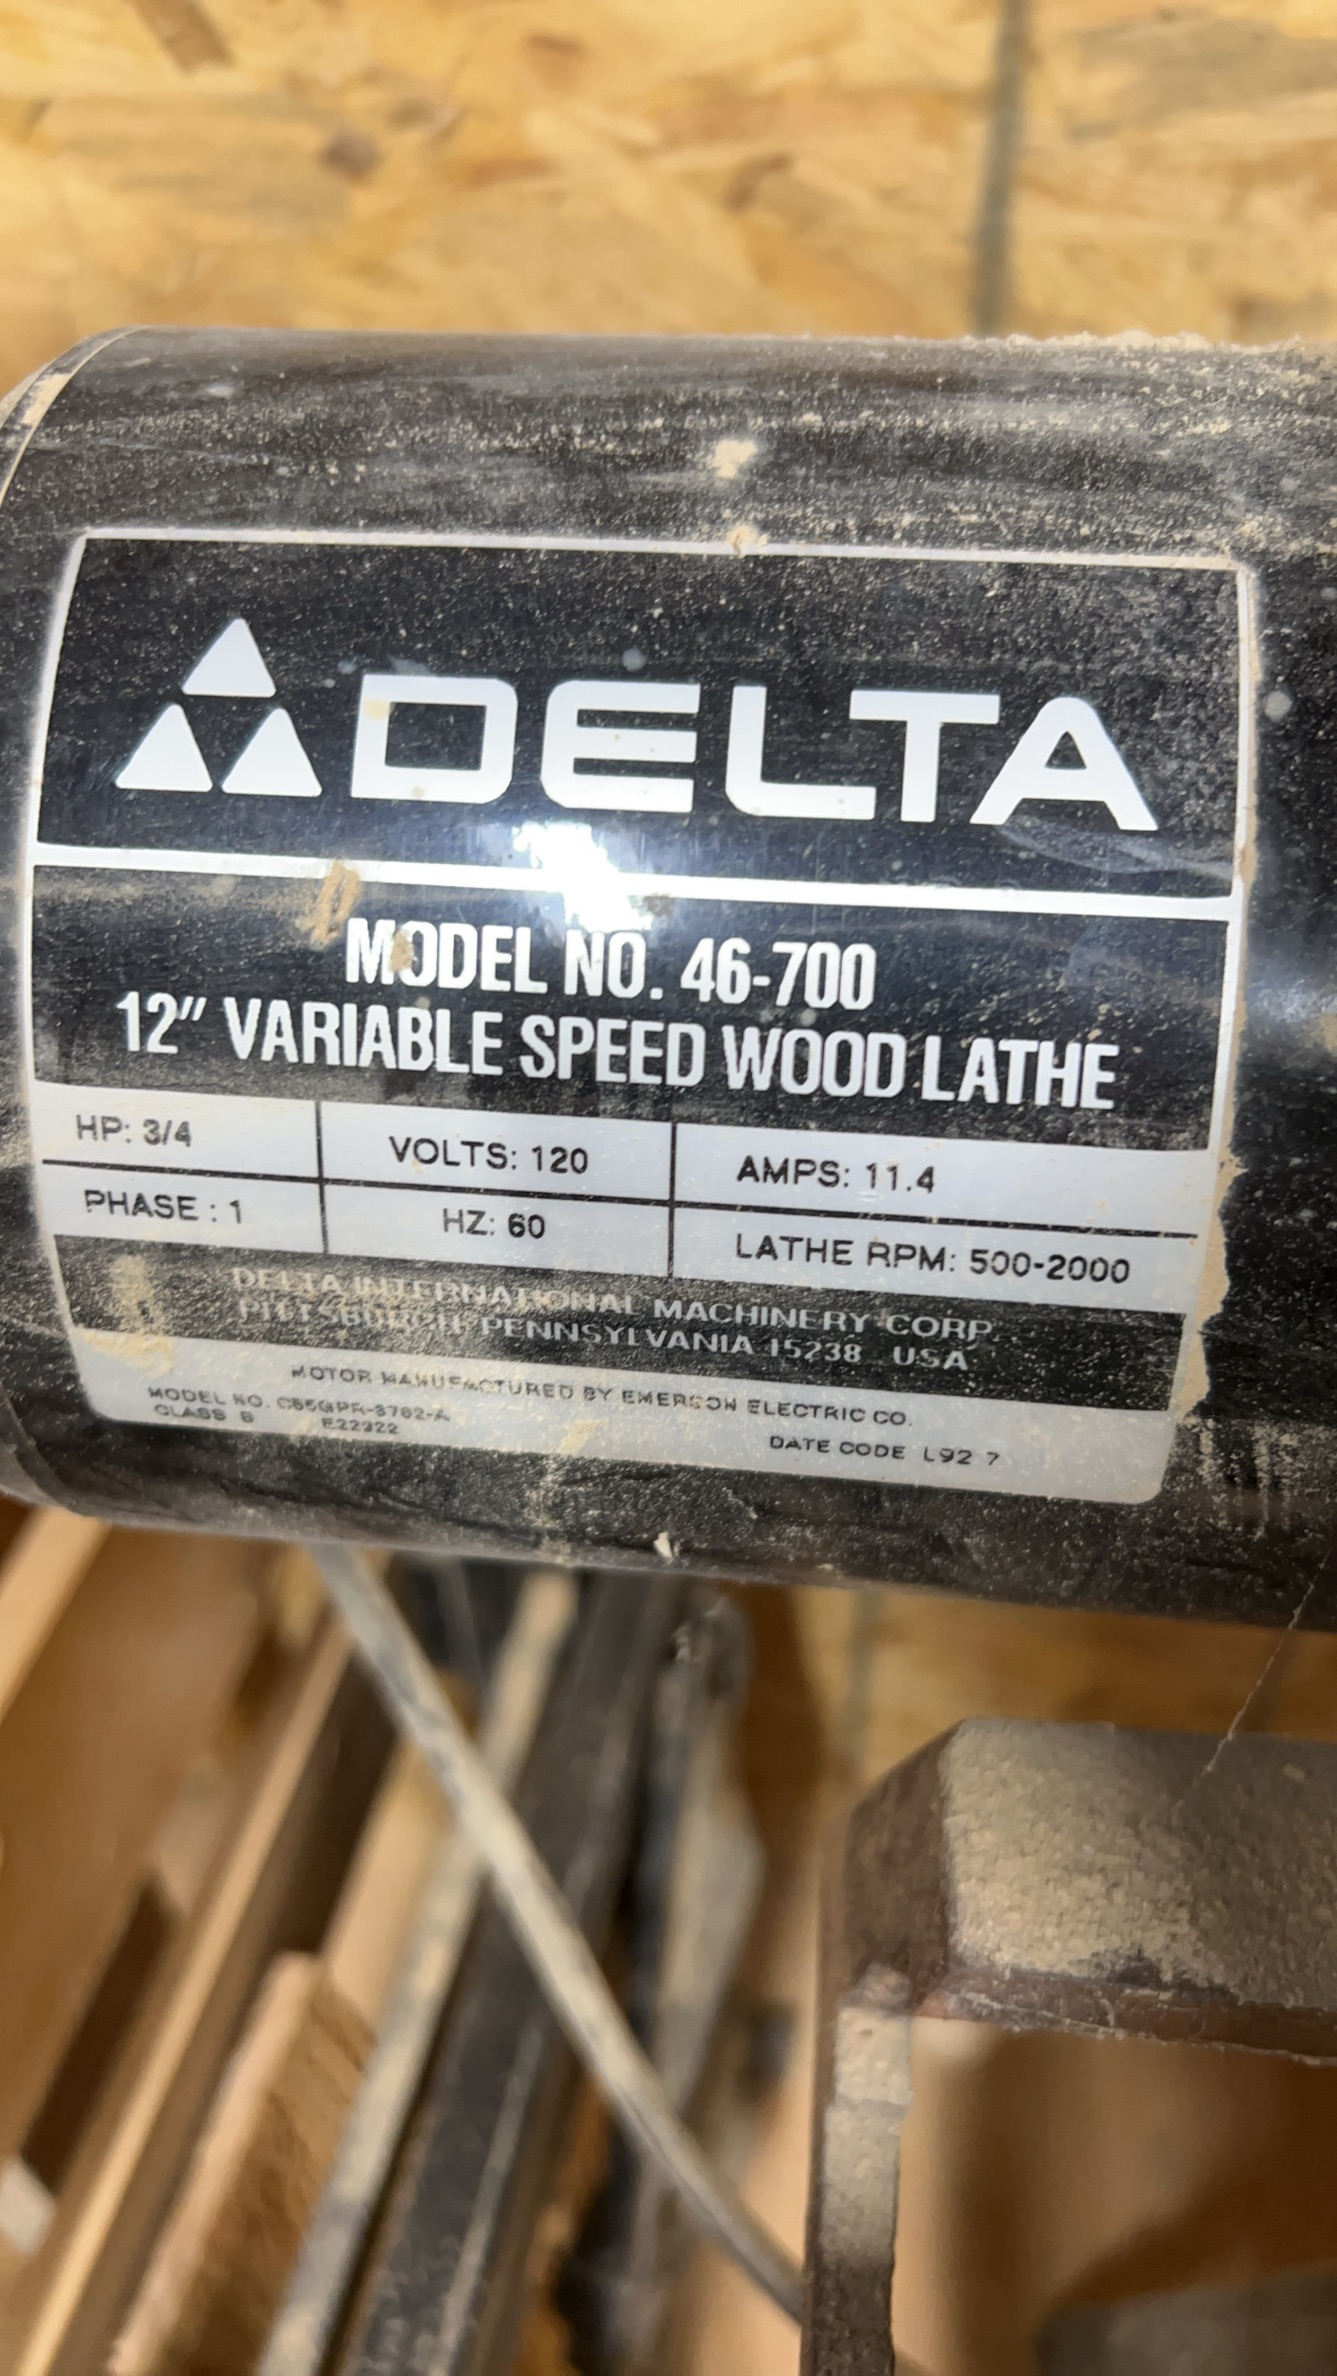 DELTA
MODEL NO. 46-700
12" VARIABLE SPEED WOOD LATHE
HP: 3/4 VOLTS: 120 AMPS: 11.4
PHASE: 1 HZ: 60 LATHE RPM: 500-2000
DELTA INTERNATIONAL MACHINERY CORP.
PITTSBURGH PENNSYLVANIA 15238 USA
MOTOR MANUFACTURED BY EMERSON ELECTRIC CO.
MODEL NO.
CLASS B E22922 DATE CODE L92 7